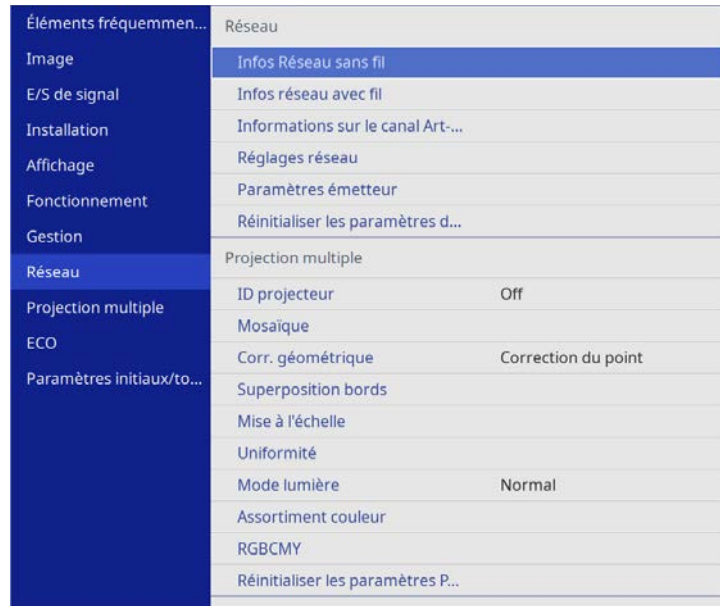 Éléments fréquemmen...
Image
E/S de signal
Installation
Affichage
Fonctionnement
Gestion
Réseau
Projection multiple
ECO
Paramètres initiaux/to...
Réseau
Infos Réseau sans fil
Infos réseau avec fil
Informations sur le canal Art-...
Réglages réseau
Paramètres émetteur
Réinitialiser les paramètres d...
Projection multiple
ID projecteur Off
Mosaïque
Corr. géométrique Correction du point
Superposition bords
Mise à l'échelle
Uniformité
Mode lumière Normal
Assortiment couleur
RGBCMY
Réinitialiser les paramètres P...